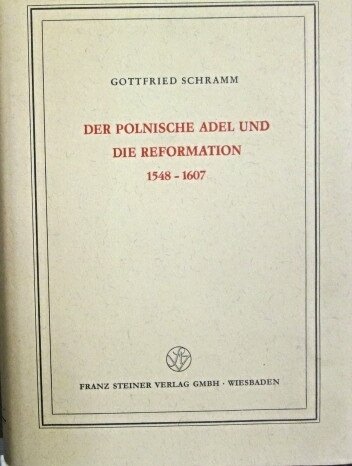 GOTTFRIED SCHRAMM
DER POLNISCHE ADEL UND
DIE REFORMATION
1548 – 1607
FRANZ STEINER VERLAG GMBH · WIESBADEN